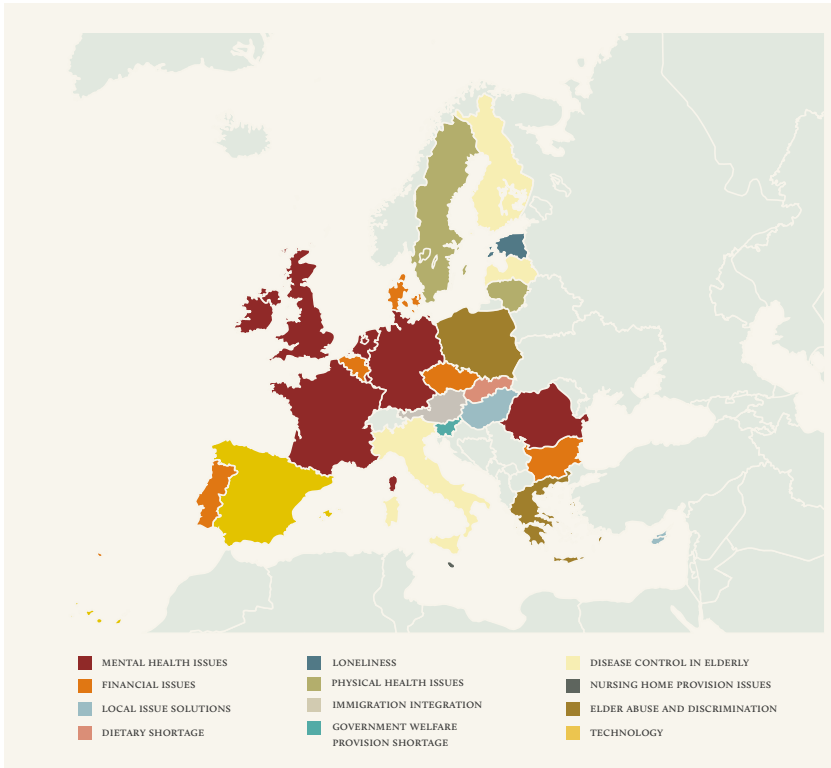 MENTAL HEALTH ISSUES
FINANCIAL ISSUES
LOCAL ISSUE SOLUTIONS
DIETARY SHORTAGE
LONELINESS
PHYSICAL HEALTH ISSUES
IMMIGRATION INTEGRATION
GOVERNMENT WELFARE
PROVISION SHORTAGE
DISEASE CONTROL IN ELDERLY
NURSING HOME PROVISION ISSUES
ELDER ABUSE AND DISCRIMINATION
TECHNOLOGY